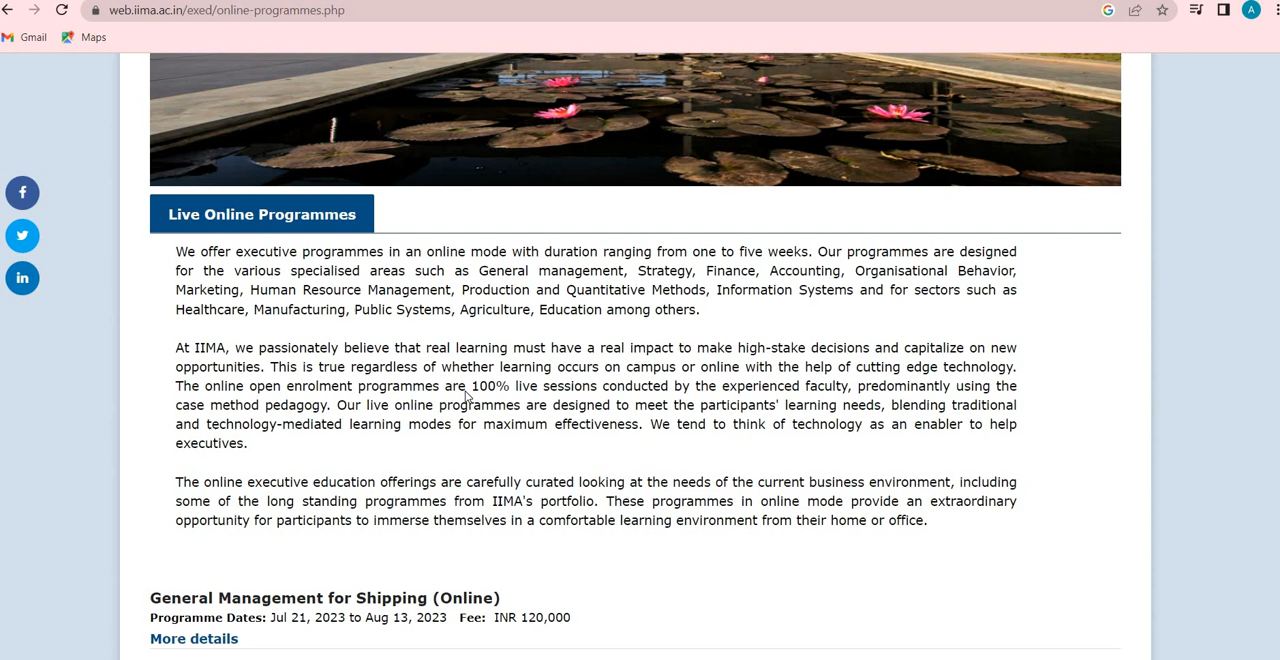 web.iima.ac.in/exed/online-programmes.php
A
Gmail Maps
Live Online Programmes
We offer executive programmes in an online mode with duration ranging from one to five weeks. Our programmes are designed
for the various specialised areas such as General management, Strategy, Finance, Accounting, Organisational Behavior,
Marketing, Human Resource Management, Production and Quantitative Methods, Information Systems and for sectors such as
Healthcare, Manufacturing, Public Systems, Agriculture, Education among others.
At IIMA, we passionately believe that real learning must have a real impact to make high-stake decisions and capitalize on new
opportunities. This is true regardless of whether learning occurs on campus or online with the help of cutting edge technology.
The online open enrolment programmes are 100% live sessions conducted by the experienced faculty, predominantly using the
case method pedagogy. Our live online programmes are designed to meet the participants' learning needs, blending traditional
and technology-mediated learning modes for maximum effectiveness. We tend to think of technology as an enabler to help
executives.
The online executive education offerings are carefully curated looking at the needs of the current business environment, including
some of the long standing programmes from IIMA's portfolio. These programmes in online mode provide an extraordinary
opportunity for participants to immerse themselves in a comfortable learning environment from their home or office.
General Management for Shipping (Online)
Programme Dates: Jul 21, 2023 to Aug 13, 2023 Fee: INR 120,000
More details